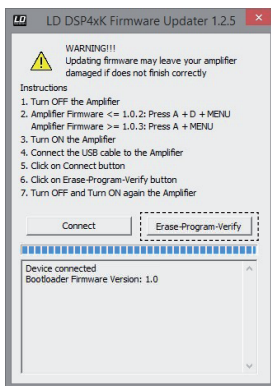 LD LD DSP4xK Firmware Updater 1.2.5 ×
WARNING!!!
Updating firmware may leave your amplifier
damaged if does not finish correctly
Instructions
1. Turn OFF the Amplifier
2. Amplifier Firmware <= 1.0.2: Press A + D + MENU
Amplifier Firmware >= 1.0.3: Press A + MENU
3. Turn ON the Amplifier
4. Connect the USB cable to the Amplifier
5. Click on Connect button
6. Click on Erase-Program-Verify button
7. Turn OFF and Turn ON again the Amplifier
Connect Erase-Program-Verify
Device connected
Bootloader Firmware Version: 1.0